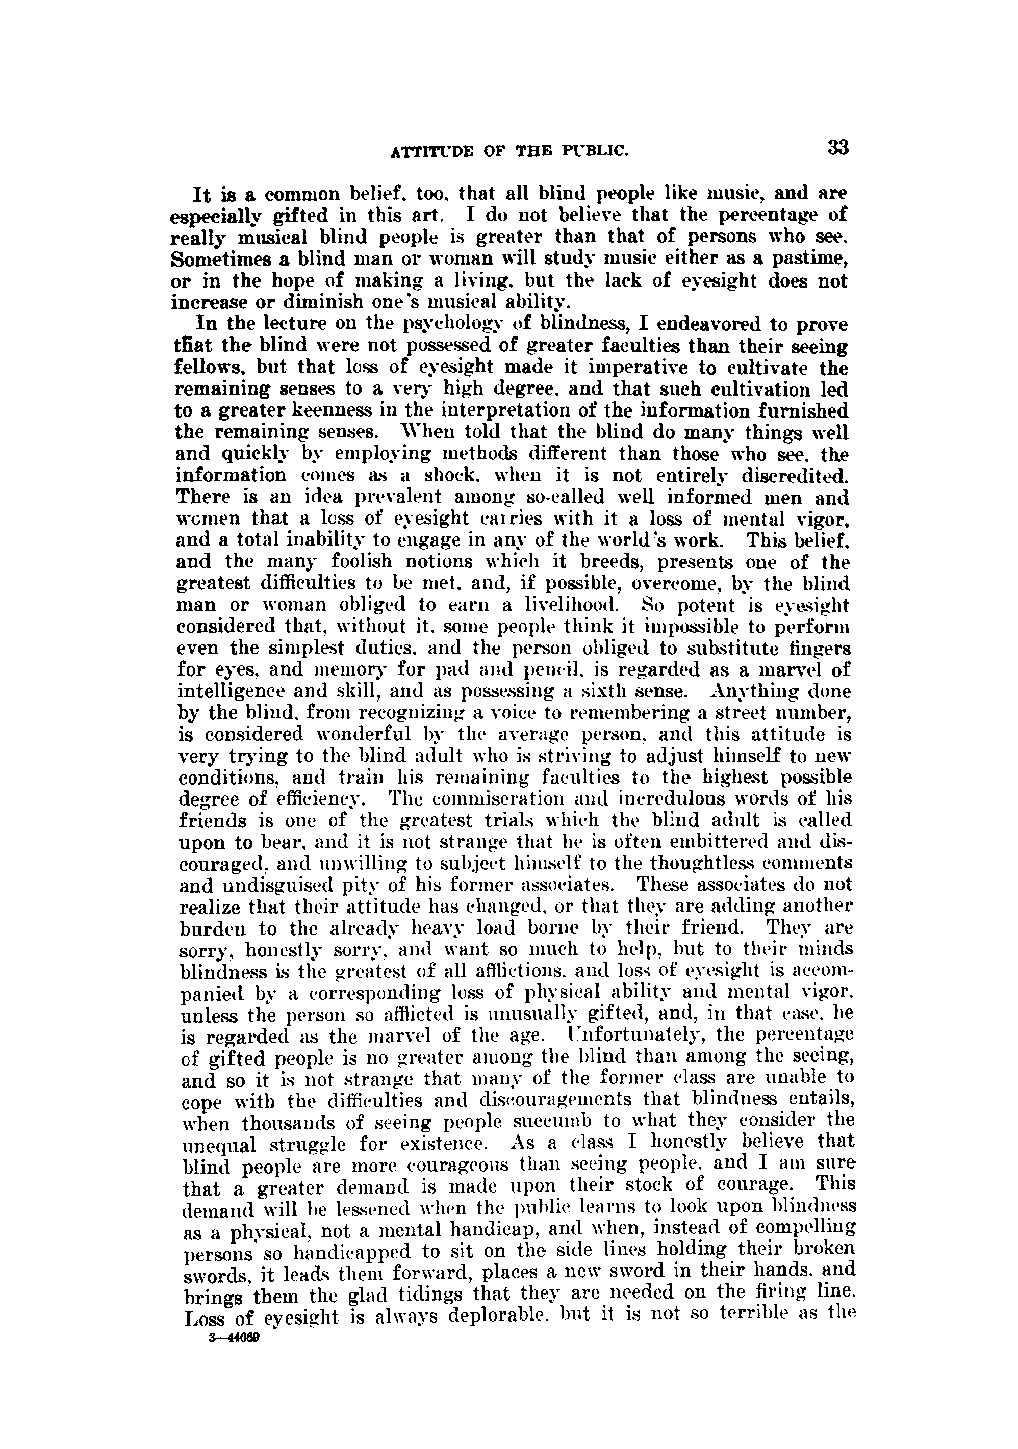 ATTITUDE OF THE PUBLIC. 33
It is a common belief, too, that all blind people like music, and are
especially gifted in this art. I do not believe that the percentage of
really musical blind people is greater than that of persons who see.
Sometimes a blind man or woman will study music either as a pastime,
or in the hope of making a living, but the lack of eyesight does not
increase or diminish one's musical ability.
In the lecture on the psychology of blindness, I endeavored to prove
that the blind were not possessed of greater faculties than their seeing
fellows, but that loss of eyesight made it imperative to cultivate the
remaining senses to a very high degree, and that such cultivation led
to a greater keenness in the interpretation of the information furnished
the remaining senses. When told that the blind do many things well
and quickly by employing methods different than those who see, the
information comes as a shock, when it is not entirely discredited.
There is an idea prevalent among so-called well informed men and
women that a loss of eyesight carries with it a loss of mental vigor,
and a total inability to engage in any of the world's work. This belief,
and the many foolish notions which it breeds, presents one of the
greatest difficulties to be met, and, if possible, overcome, by the blind
man or woman obliged to earn a livelihood. So potent is eyesight
considered that, without it, some people think it impossible to perform
even the simplest duties, and the person obliged to substitute fingers
for eyes, and memory for pad and pencil, is regarded as a marvel of
intelligence and skill, and as possessing a sixth sense. Anything done
by the blind, from recognizing a voice to remembering a street number,
is considered wonderful by the average person, and this attitude is
very trying to the blind adult who is striving to adjust himself to new
conditions, and train his remaining faculties to the highest possible
degree of efficiency. The commiseration and incredulous words of his
friends is one of the greatest trials which the blind adult is called
upon to bear, and it is not strange that he is often embittered and dis-
couraged, and unwilling to subject himself to the thoughtless comments
and undisguised pity of his former associates. These associates do not
realize that their attitude has changed, or that they are adding another
burden to the already heavy load borne by their friend. They are
sorry, honestly sorry, and want so much to help, but to their minds
blindness is the greatest of all afflictions, and loss of eyesight is accom-
panied by a corresponding loss of physical ability and mental vigor,
unless the person so afflicted is unusually gifted, and, in that case, he
is regarded as the marvel of the age. Unfortunately, the percentage
of gifted people is no greater among the blind than among the seeing,
and so it is not strange that many of the former class are unable to
cope with the difficulties and discouragements that blindness entails,
when thousands of seeing people succumb to what they consider the
unequal struggle for existence. As a class I honestly believe that
blind people are more courageous than seeing people, and I am sure
that a greater demand is made upon their stock of courage. This
demand will be lessened when the public learns to look upon blindness
as a physical, not a mental handicap, and when, instead of compelling
persons so handicapped to sit on the side lines holding their broken
swords, it leads them forward, places a new sword in their hands, and
brings them the glad tidings that they are needed on the firing line.
Loss of eyesight is always deplorable, but it is not so terrible as the
3—44069